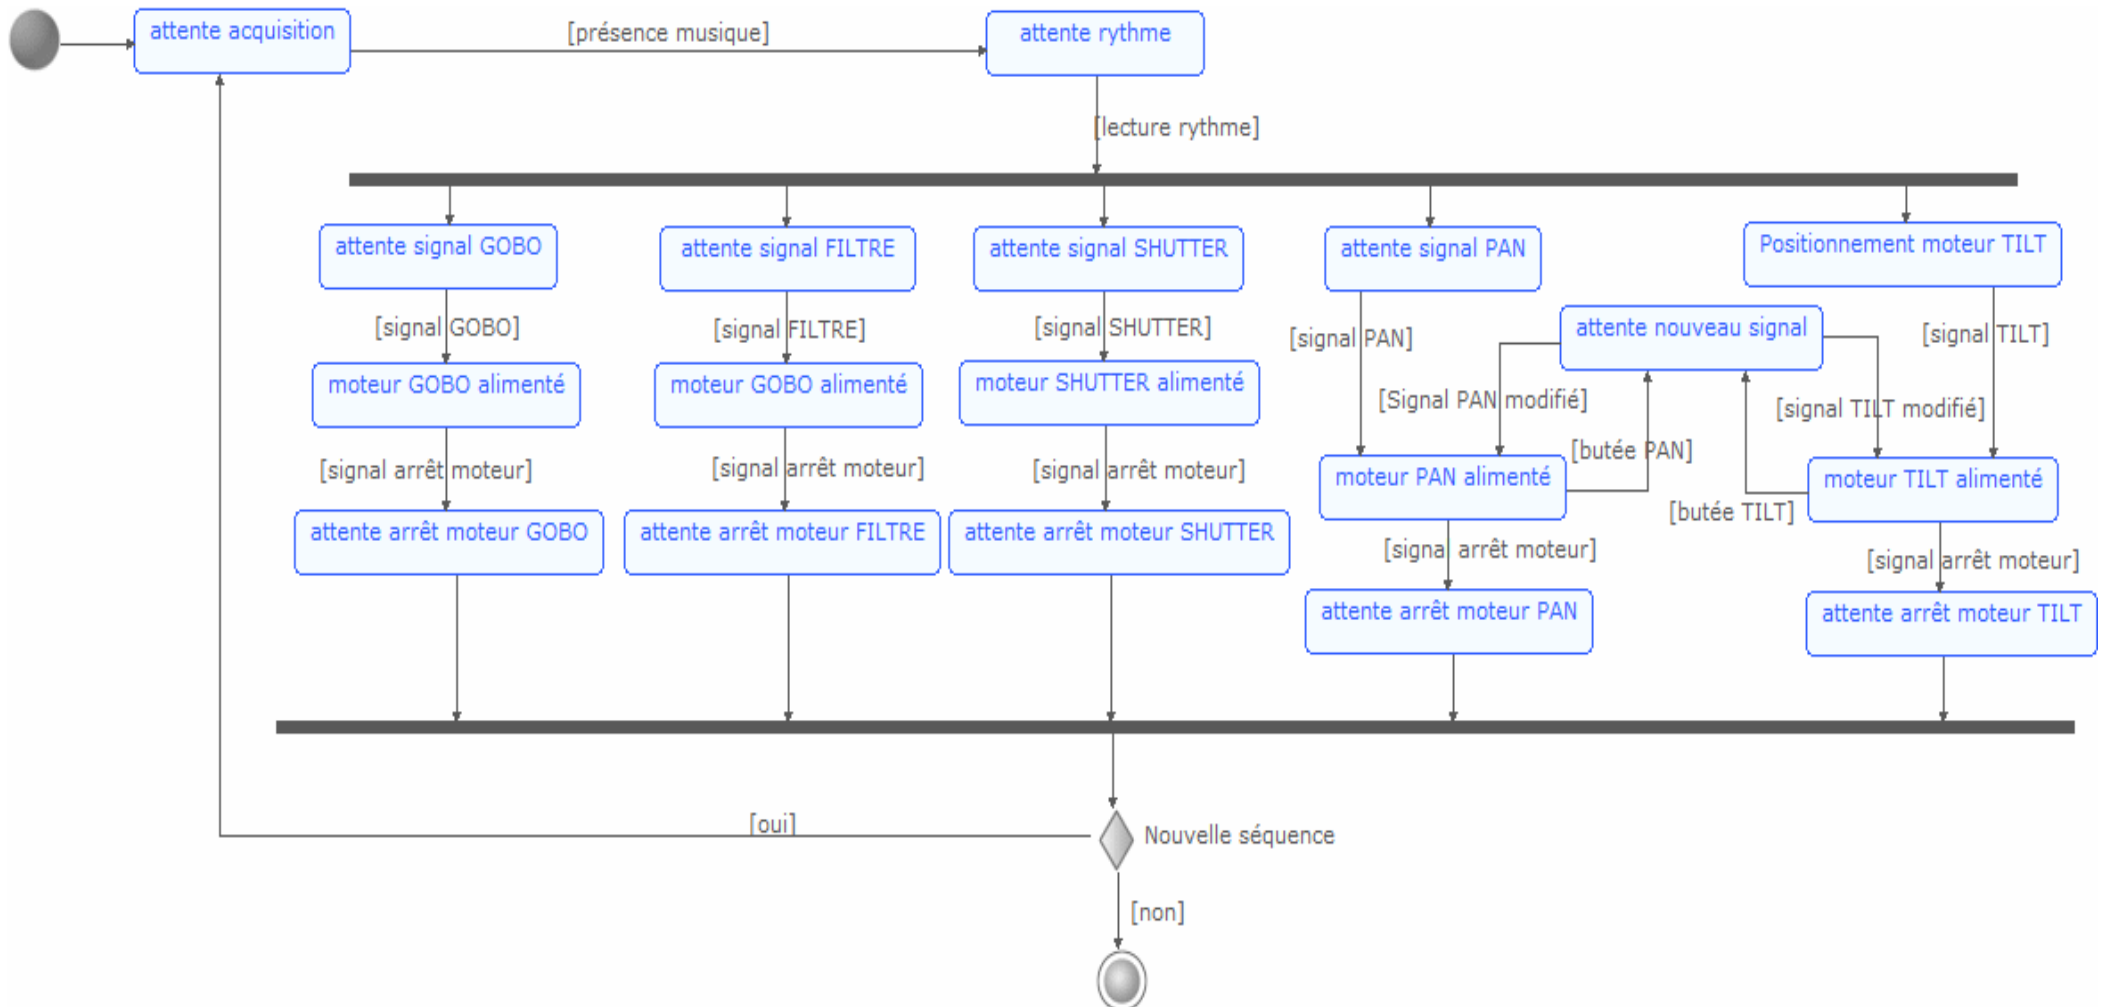 attente acquisition
[présence musique]
attente rythme
[lecture rythme]
attente signal GOBO
attente signal FILTRE
attente signal SHUTTER
attente signal PAN
Positionnement moteur TILT
[signal GOBO]
[signal FILTRE]
[signal SHUTTER]
[signal PAN]
attente nouveau signal
[signal TILT]
moteur GOBO alimenté
moteur GOBO alimenté
moteur SHUTTER alimenté
[Signal PAN modifié]
[signal TILT modifié]
[butée PAN]
[signal arrêt moteur]
[signal arrêt moteur]
[signal arrêt moteur]
moteur PAN alimenté
moteur TILT alimenté
[butée TILT]
attente arrêt moteur GOBO
attente arrêt moteur FILTRE
attente arrêt moteur SHUTTER
[signal arrêt moteur]
[signal arrêt moteur]
attente arrêt moteur PAN
attente arrêt moteur TILT
[oui]
Nouvelle séquence
[non]